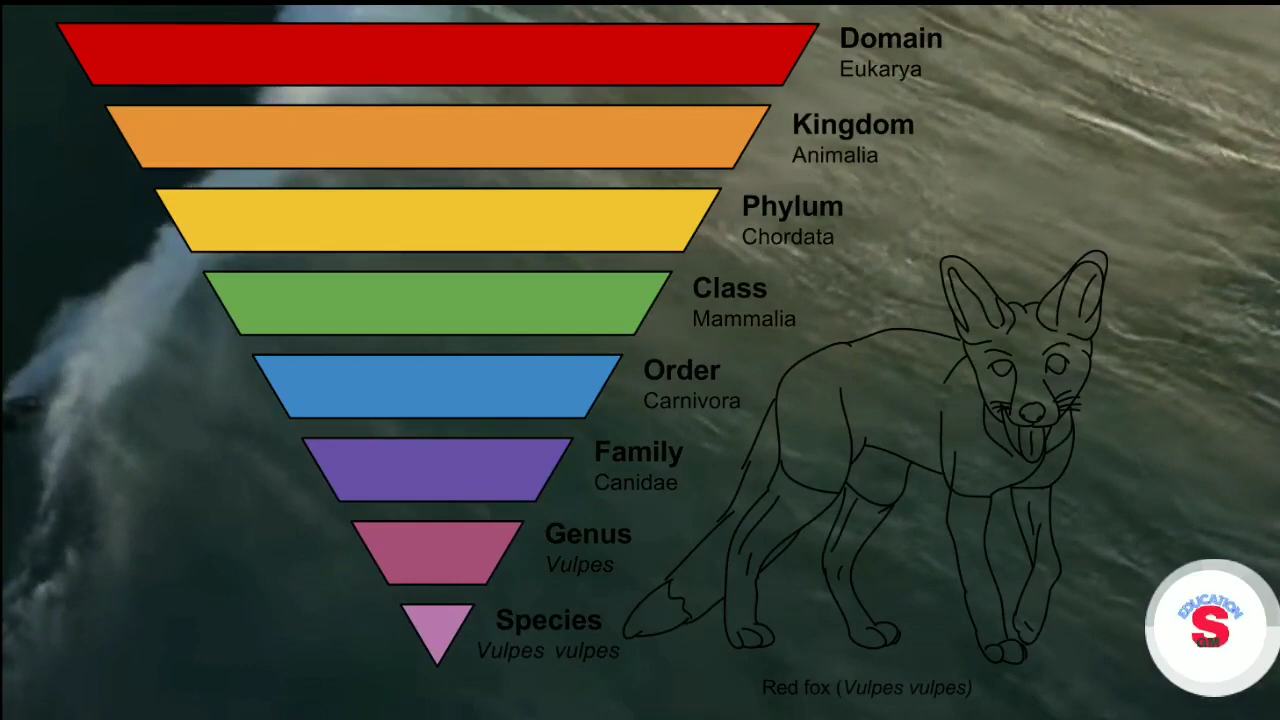 Domain
Eukarya
Kingdom
Animalia
Phylum
Chordata
Class
Mammalia
Order
Carnivora
Family
Canidae
Genus
Vulpes
Species
Vulpes vulpes
Red fox (Vulpes vulpes)
EDUCATION
S
GM